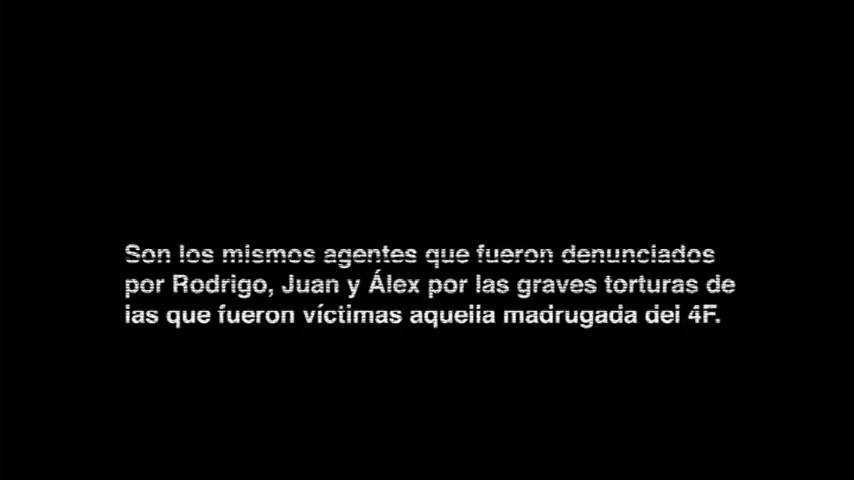 Son los mismos agentes que fueron denunciados
por Rodrigo, Juan y Álex por las graves torturas de
las que fueron víctimas aquella madrugada del 4F.